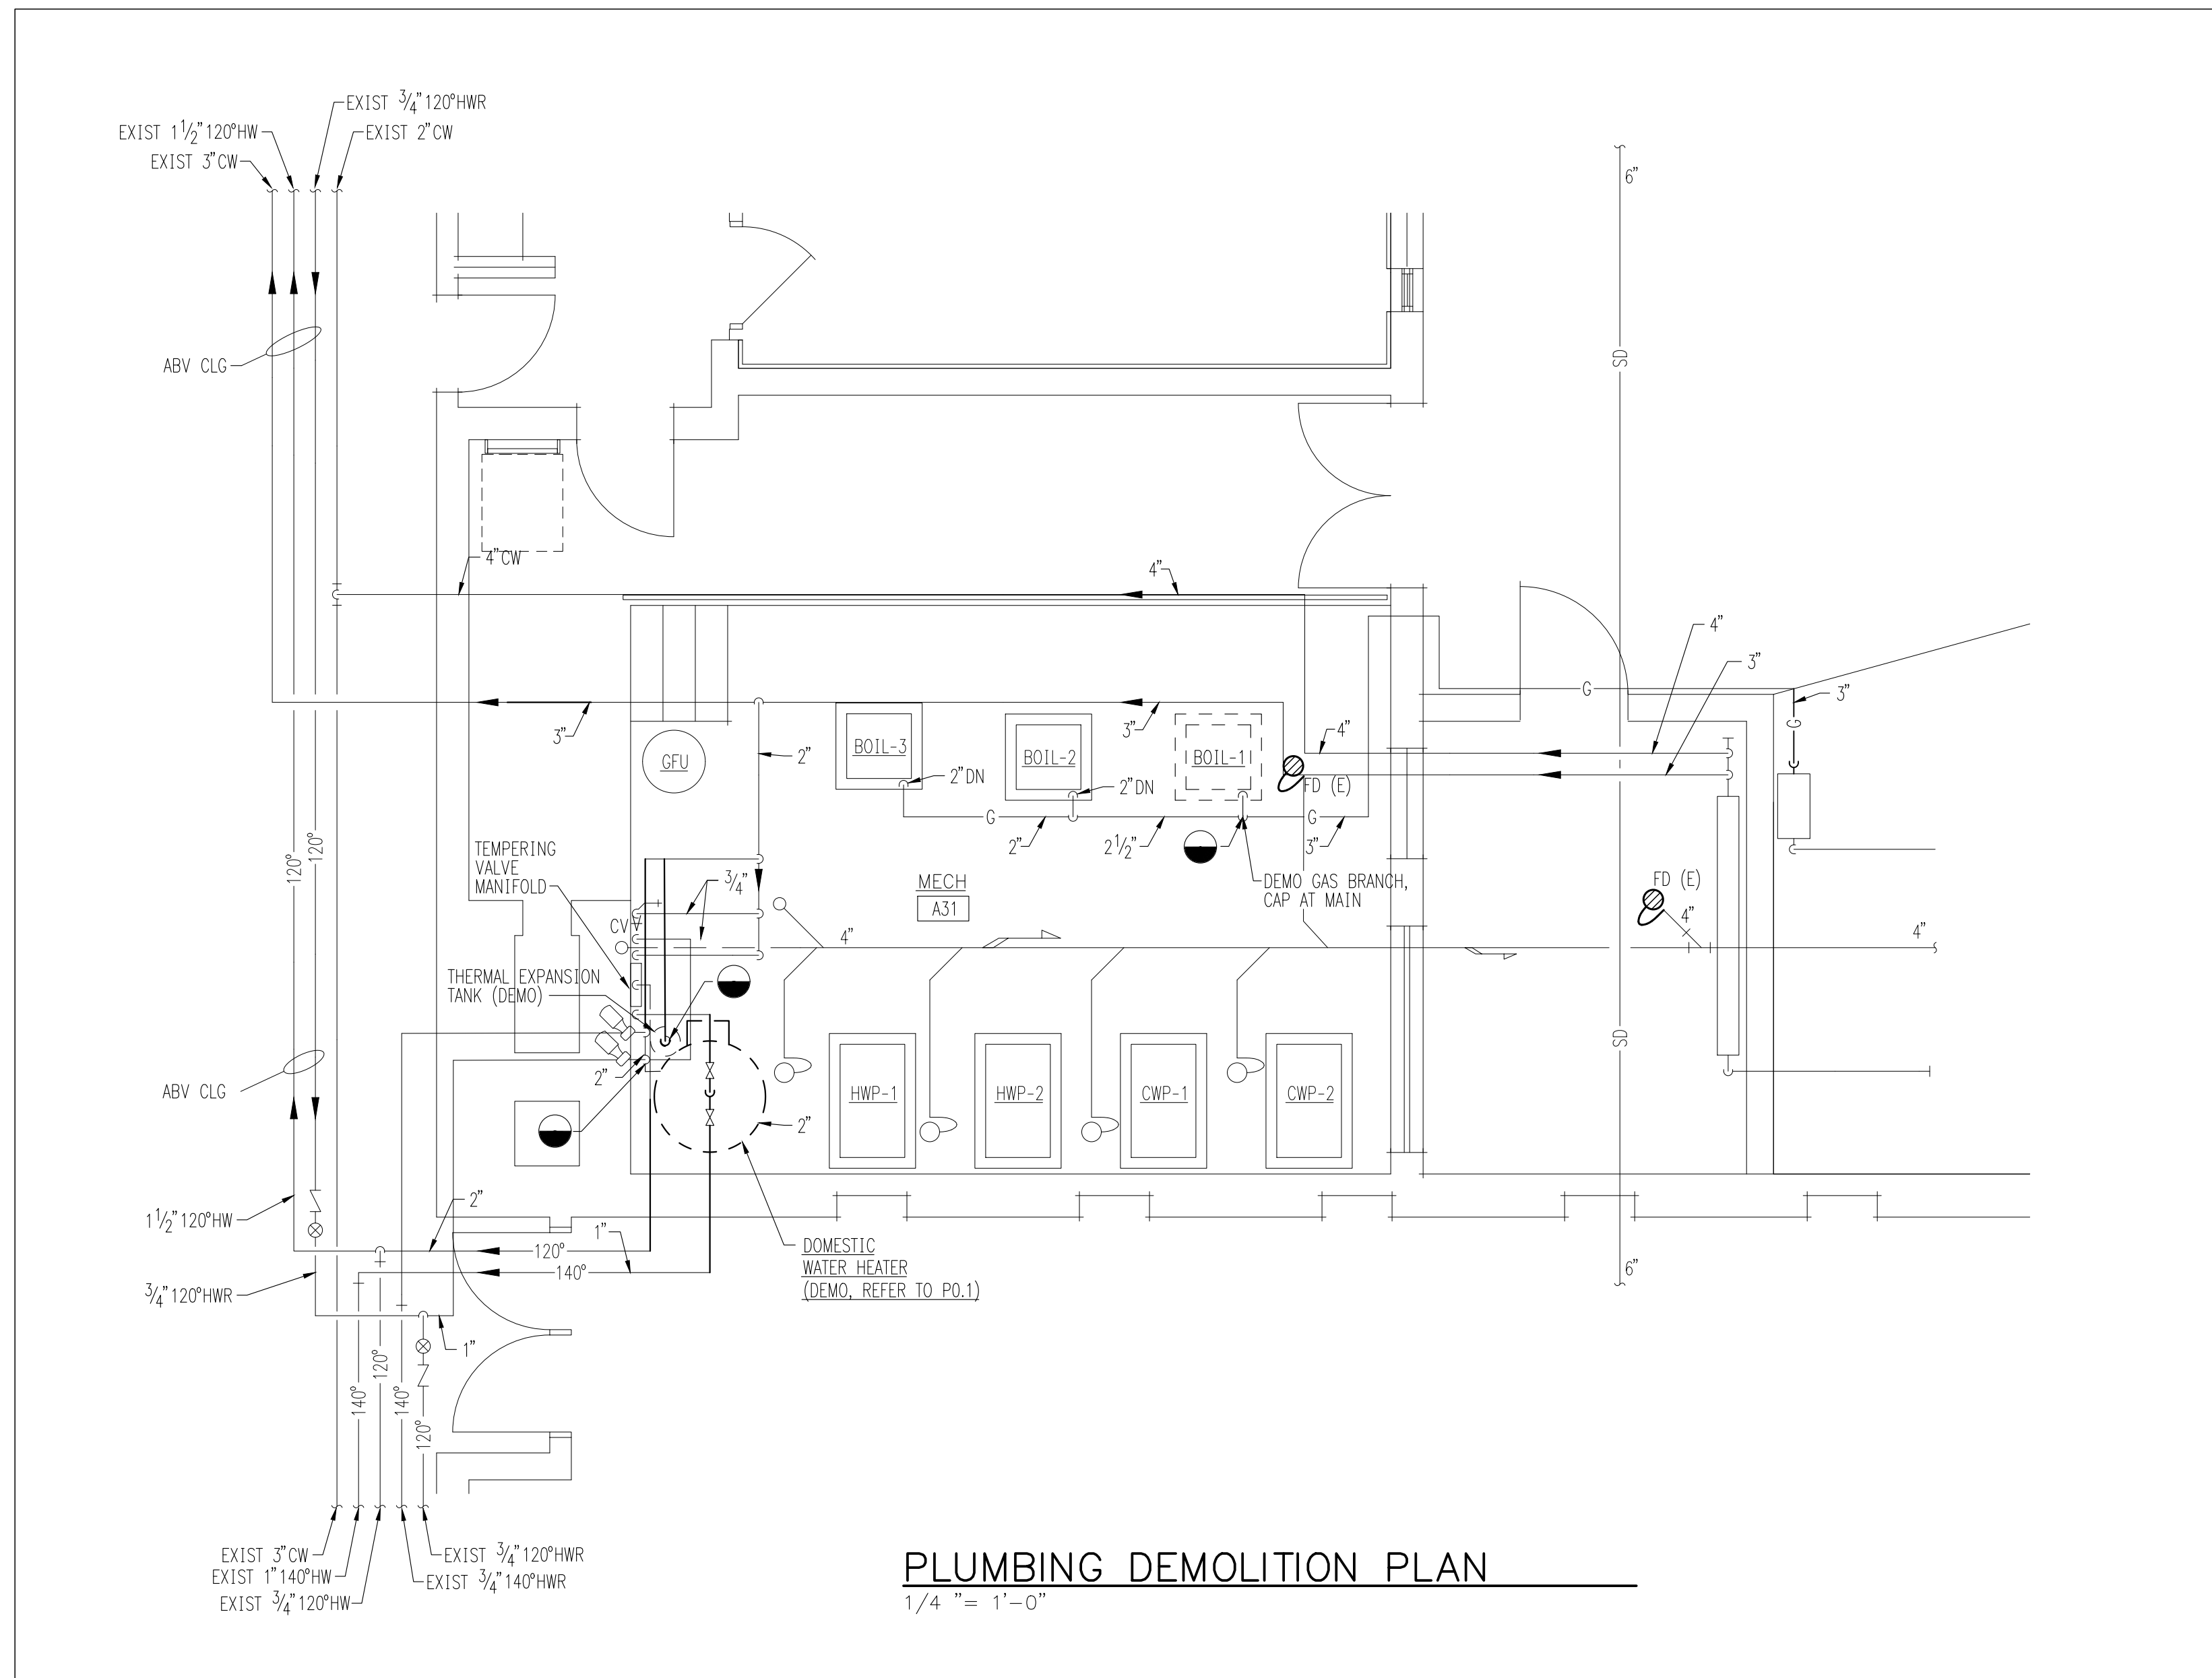 EXIST 3/4" 120°HWR
EXIST 1 1/2" 120°HW
EXIST 2" CW
EXIST 3" CW
6"
SD
ABV CLG
4" CW
4"
4"
3"
G
3"
3"
3"
2"
4"
G
GFU
BOIL-3
BOIL-2
BOIL-1
2" DN
2" DN
FD (E)
G
G
2"
2 1/2"
3"
TEMPERING
VALVE
MANIFOLD
3/4"
MECH
A31
DEMO GAS BRANCH,
CAP AT MAIN
FD (E)
4"
CV
4"
4"
120°
120°
THERMAL EXPANSION
TANK (DEMO)
SD
ABV CLG
2"
HWP-1
HWP-2
CWP-1
CWP-2
2"
1 1/2" 120°HW
2"
1"
120°
140°
DOMESTIC
WATER HEATER
(DEMO, REFER TO P0.1)
6"
3/4" 120°HWR
1"
120°
140°
140°
120°
EXIST 3" CW
EXIST 1" 140°HW
EXIST 3/4" 120°HW
EXIST 3/4" 120°HWR
EXIST 3/4" 140°HWR
PLUMBING DEMOLITION PLAN
1/4 "= 1'-0"